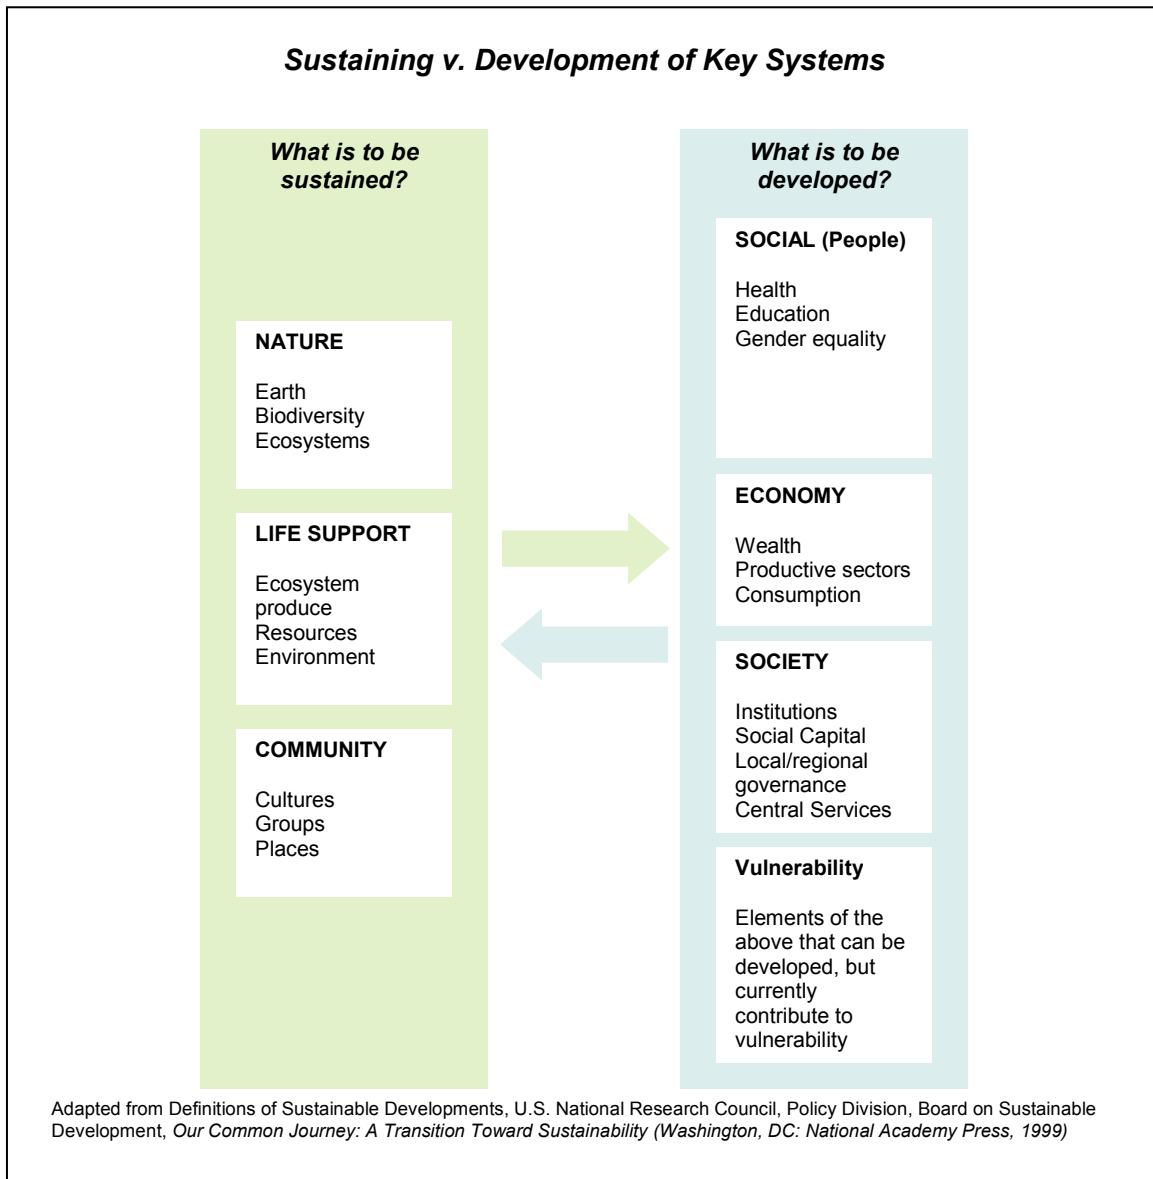 Sustaining v. Development of Key Systems
What is to be
sustained?
NATURE
Earth
Biodiversity
Ecosystems
LIFE SUPPORT
Ecosystem
produce
Resources
Environment
COMMUNITY
Cultures
Groups
Places
What is to be
developed?
SOCIAL (People)
Health
Education
Gender equality
ECONOMY
Wealth
Productive sectors
Consumption
SOCIETY
Institutions
Social Capital
Local/regional
governance
Central Services
Vulnerability
Elements of the
above that can be
developed, but
currently
contribute to
vulnerability
Adapted from Definitions of Sustainable Developments, U.S. National Research Council, Policy Division, Board on Sustainable
Development, Our Common Journey: A Transition Toward Sustainability (Washington, DC: National Academy Press, 1999)